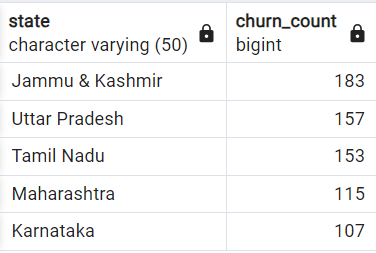 state churn_count
character varying (50) bigint
Jammu & Kashmir 183
Uttar Pradesh 157
Tamil Nadu 153
Maharashtra 115
Karnataka 107